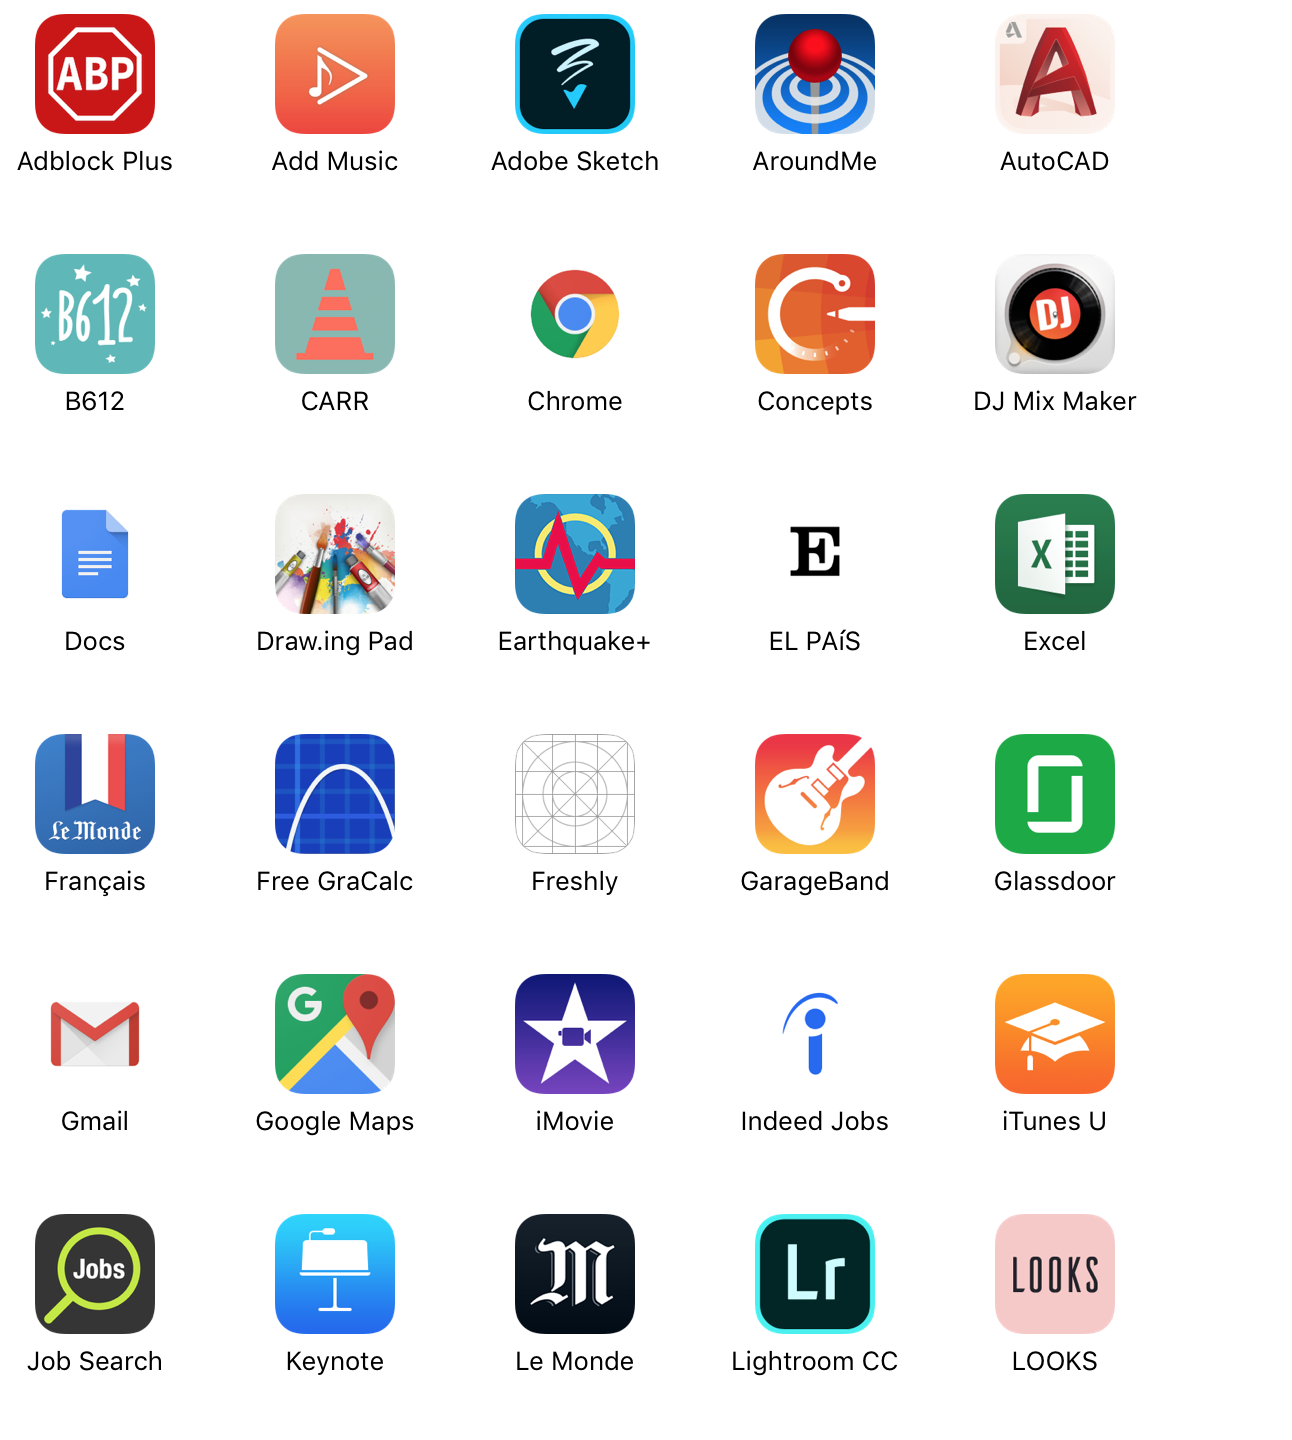 ABP
Adblock Plus
Add Music
Adobe Sketch
AroundMe
A
AutoCAD
B612
B612
CARR
Chrome
Concepts
DJ
DJ Mix Maker
Docs
Draw.ing Pad
Earthquake+
E
EL PAíS
X
Excel
Le Monde
Français
Free GraCalc
Freshly
GarageBand
Glassdoor
Gmail
G
Google Maps
iMovie
i
Indeed Jobs
iTunes U
Jobs
Job Search
Keynote
M
Le Monde
Lr
Lightroom CC
LOOKS
LOOKS